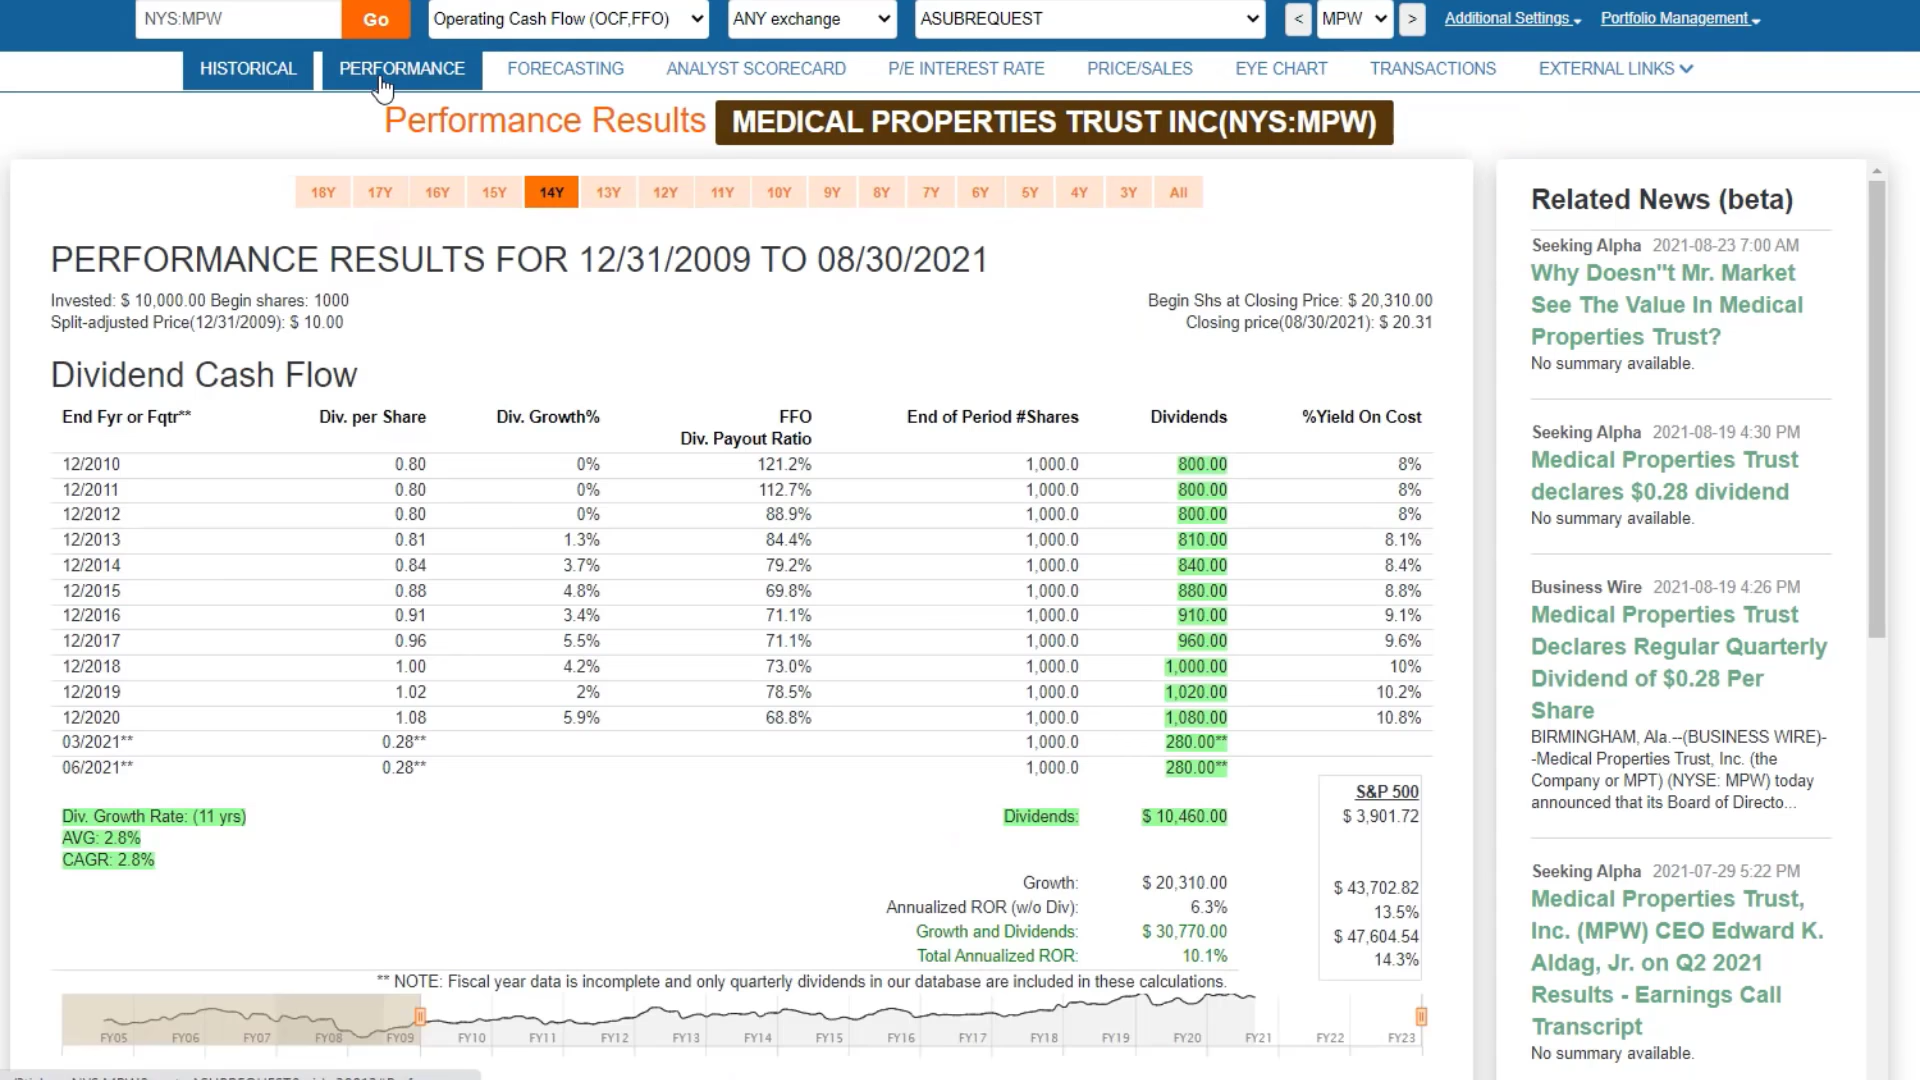 NYS:MPW Go Operating Cash Flow (OCF,FFO) ANY exchange ASUBREQUEST < MPW > Additional Settings Portfolio Management
HISTORICAL PERFORMANCE FORECASTING ANALYST SCORECARD P/E INTEREST RATE PRICE/SALES EYE CHART TRANSACTIONS EXTERNAL LINKS
Performance Results MEDICAL PROPERTIES TRUST INC(NYS:MPW)
18Y 17Y 16Y 15Y 14Y 13Y 12Y 11Y 10Y 9Y 8Y 7Y 6Y 5Y 4Y 3Y All
PERFORMANCE RESULTS FOR 12/31/2009 TO 08/30/2021
Invested: $ 10,000.00 Begin shares: 1000
Split-adjusted Price(12/31/2009): $ 10.00
Begin Shs at Closing Price: $ 20,310.00
Closing price(08/30/2021): $ 20.31
Dividend Cash Flow
End Fyr or Fqtr** Div. per Share Div. Growth% FFO End of Period #Shares Dividends %Yield On Cost
Div. Payout Ratio
12/2010 0.80 0% 121.2% 1,000.0 800.00 8%
12/2011 0.80 0% 112.7% 1,000.0 800.00 8%
12/2012 0.80 0% 88.9% 1,000.0 800.00 8%
12/2013 0.81 1.3% 84.4% 1,000.0 810.00 8.1%
12/2014 0.84 3.7% 79.2% 1,000.0 840.00 8.4%
12/2015 0.88 4.8% 69.8% 1,000.0 880.00 8.8%
12/2016 0.91 3.4% 71.1% 1,000.0 910.00 9.1%
12/2017 0.96 5.5% 71.1% 1,000.0 960.00 9.6%
12/2018 1.00 4.2% 73.0% 1,000.0 1,000.00 10%
12/2019 1.02 2% 78.5% 1,000.0 1,020.00 10.2%
12/2020 1.08 5.9% 68.8% 1,000.0 1,080.00 10.8%
03/2021** 0.28** 1,000.0 280.00**
06/2021** 0.28** 1,000.0 280.00**
S&P 500
Div. Growth Rate: (11 yrs) Dividends: $ 10,460.00 $ 3,901.72
AVG: 2.8%
CAGR: 2.8%
Growth: $ 20,310.00 $ 43,702.82
Annualized ROR (w/o Div): 6.3% 13.5%
Growth and Dividends: $ 30,770.00 $ 47,604.54
Total Annualized ROR: 10.1% 14.3%
** NOTE: Fiscal year data is incomplete and only quarterly dividends in our database are included in these calculations.
FY05 FY06 FY07 FY08 FY09 FY10 FY11 FY12 FY13 FY14 FY15 FY16 FY17 FY18 FY19 FY20 FY21 FY22 FY23
Related News (beta)
Seeking Alpha 2021-08-23 7:00 AM
Why Doesn"t Mr. Market
See The Value In Medical
Properties Trust?
No summary available.
Seeking Alpha 2021-08-19 4:30 PM
Medical Properties Trust
declares $0.28 dividend
No summary available.
Business Wire 2021-08-19 4:26 PM
Medical Properties Trust
Declares Regular Quarterly
Dividend of $0.28 Per
Share
BIRMINGHAM, Ala.--(BUSINESS WIRE)-
-Medical Properties Trust, Inc. (the
Company or MPT) (NYSE: MPW) today
announced that its Board of Directo...
Seeking Alpha 2021-07-29 5:22 PM
Medical Properties Trust,
Inc. (MPW) CEO Edward K.
Aldag, Jr. on Q2 2021
Results - Earnings Call
Transcript
No summary available.